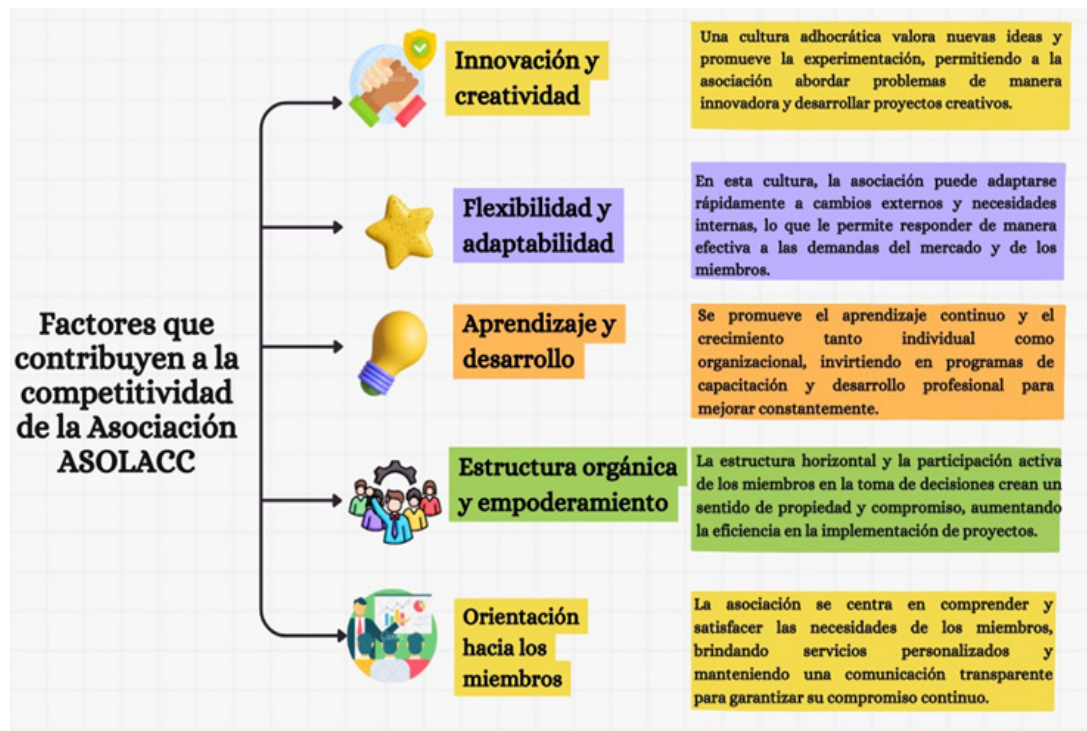 Factores que
contribuyen a la
competitividad
de la Asociación
ASOLACC
Innovación y
creatividad
Una cultura adhocrática valora nuevas ideas y
promueve la experimentación, permitiendo a la
asociación abordar problemas de manera
innovadora y desarrollar proyectos creativos.
Flexibilidad y
adaptabilidad
En esta cultura, la asociación puede adaptarse
rápidamente a cambios externos y necesidades
internas, lo que le permite responder de manera
efectiva a las demandas del mercado y de los
miembros.
Aprendizaje y
desarrollo
Se promueve el aprendizaje continuo y el
crecimiento tanto individual como
organizacional, invirtiendo en programas de
capacitación y desarrollo profesional para
mejorar constantemente.
Estructura orgánica
y empoderamiento
La estructura horizontal y la participación activa
de los miembros en la toma de decisiones crean un
sentido de propiedad y compromiso, aumentando
la eficiencia en la implementación de proyectos.
Orientación
hacia los
miembros
La asociación se centra en comprender y
satisfacer las necesidades de los miembros,
brindando servicios personalizados y
manteniendo una comunicación transparente
para garantizar su compromiso continuo.